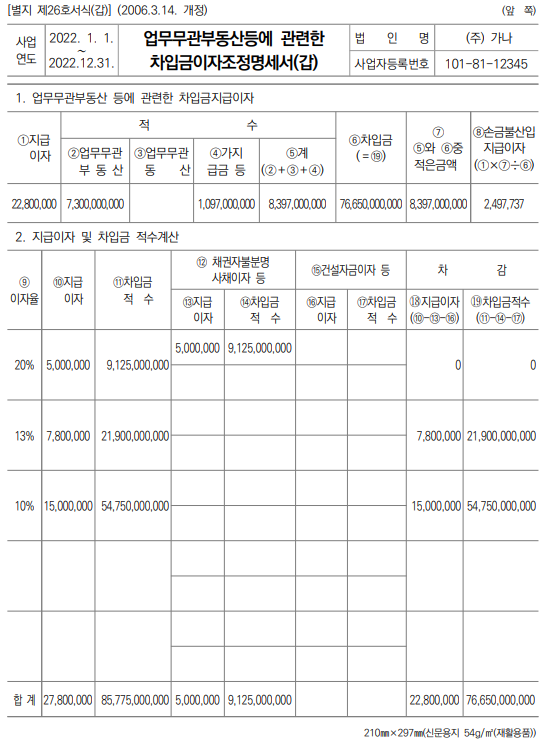 [별지 제26호서식(갑)] (2006.3.14. 개정) (앞 쪽)
사업 연도 2022. 1. 1. ~ 2022.12.31. 업무무관부동산등에 관련한 차입금이자조정명세서(갑) 법 인 명 (주) 가나
사업자등록번호 101-81-12345
1. 업무무관부동산 등에 관련한 차입금지급이자
①지급 이자 적 수 ⑥차입금 (=⑲) ⑦ ⑤와 ⑥중 적은금액 ⑧손금불산입 지급이자 (①×⑦÷⑥)
②업무무관 부 동 산 ③업무무관 동 산 ④가지 급금 등 ⑤계 (②+③+④)
22,800,000 7,300,000,000 1,097,000,000 8,397,000,000 76,650,000,000 8,397,000,000 2,497,737
2. 지급이자 및 차입금 적수계산
⑨ 이자율 ⑩지급 이자 ⑪차입금 적 수 ⑫ 채권자불분명 사채이자 등 ⑮건설자금이자 등 차 감
⑬지급 이자 ⑭차입금 적 수 ⑯지급 이자 ⑰차입금 적 수 ⑱지급이자 (⑩-⑬-⑯) ⑲차입금적수 (⑪-⑭-⑰)
20% 5,000,000 9,125,000,000 5,000,000 9,125,000,000 0 0
13% 7,800,000 21,900,000,000 7,800,000 21,900,000,000
10% 15,000,000 54,750,000,000 15,000,000 54,750,000,000
합 계 27,800,000 85,775,000,000 5,000,000 9,125,000,000 22,800,000 76,650,000,000
210㎜×297㎜(신문용지 54g/㎡(재활용품))